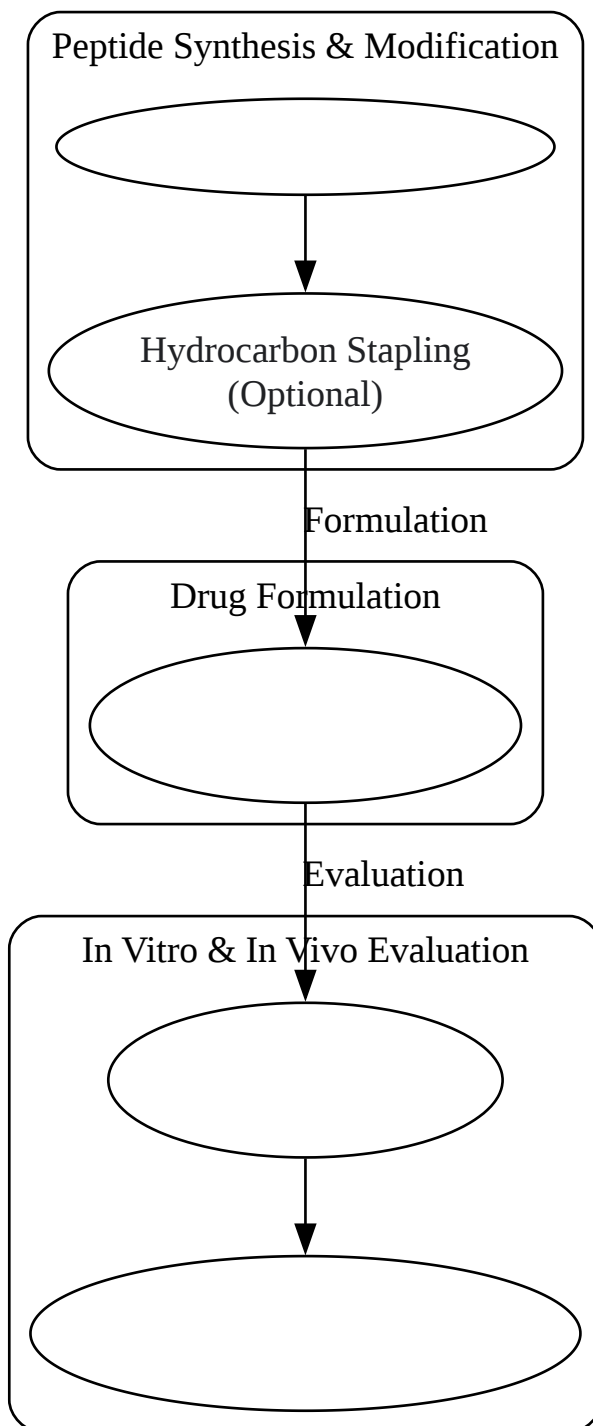 Peptide Synthesis & Modification
Hydrocarbon Stapling
(Optional)
Formulation
Drug Formulation
Evaluation
In Vitro & In Vivo Evaluation